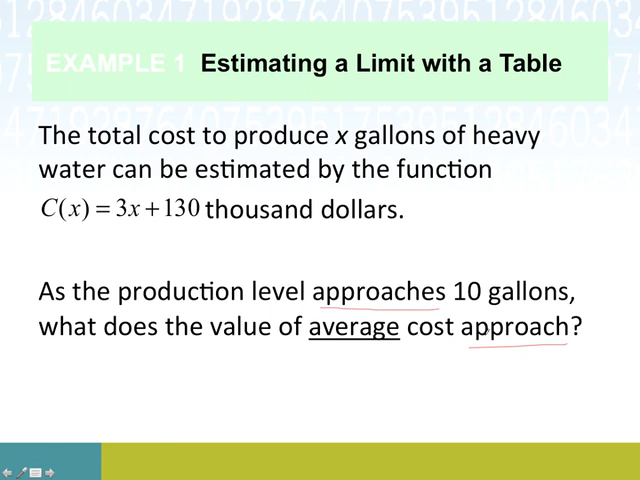 EXAMPLE 1 Estimating a Limit with a Table
The total cost to produce x gallons of heavy
water can be estimated by the function
C(x) = 3x + 130 thousand dollars.
As the production level approaches 10 gallons,
what does the value of average cost approach?